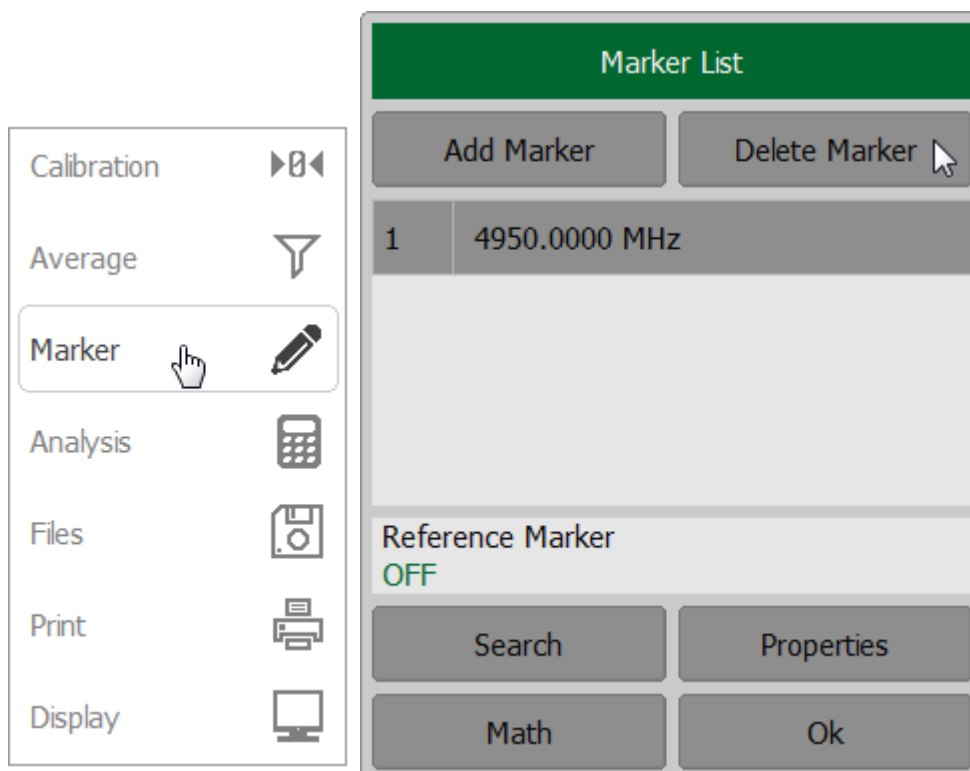 Calibration
Average
Marker
Analysis
Files
Print
Display
Marker List
Add Marker
Delete Marker
1 4950.0000 MHz
Reference Marker
OFF
Search
Properties
Math
Ok